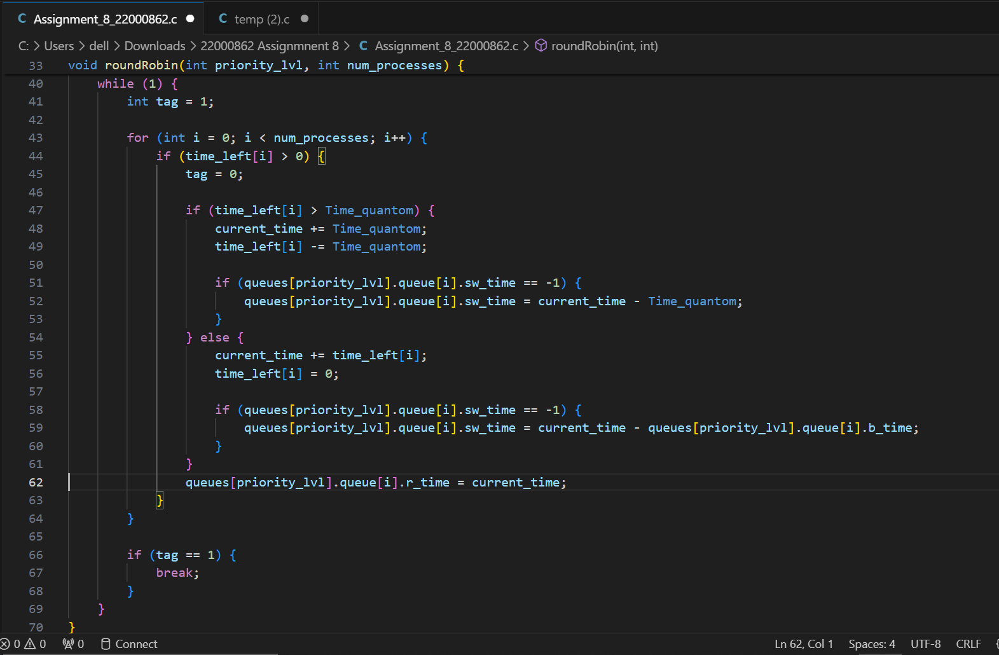 C Assignment_8_22000862.c ● C temp (2).c ●
C: > Users > dell > Downloads > 22000862 Assignmnent 8 > C Assignment_8_22000862.c > roundRobin(int, int)
33 void roundRobin(int priority_lvl, int num_processes) {
40 while (1) {
41 int tag = 1;
42
43 for (int i = 0; i < num_processes; i++) {
44 if (time_left[i] > 0) {
45 tag = 0;
46
47 if (time_left[i] > Time_quantom) {
48 current_time += Time_quantom;
49 time_left[i] -= Time_quantom;
50
51 if (queues[priority_lvl].queue[i].sw_time == -1) {
52 queues[priority_lvl].queue[i].sw_time = current_time - Time_quantom;
53 }
54 } else {
55 current_time += time_left[i];
56 time_left[i] = 0;
57
58 if (queues[priority_lvl].queue[i].sw_time == -1) {
59 queues[priority_lvl].queue[i].sw_time = current_time - queues[priority_lvl].queue[i].b_time;
60 }
61 }
62 queues[priority_lvl].queue[i].r_time = current_time;
63 }
64 }
65
66 if (tag == 1) {
67 break;
68 }
69 }
70 }
0 0 0 Connect Ln 62, Col 1 Spaces: 4 UTF-8 CRLF {